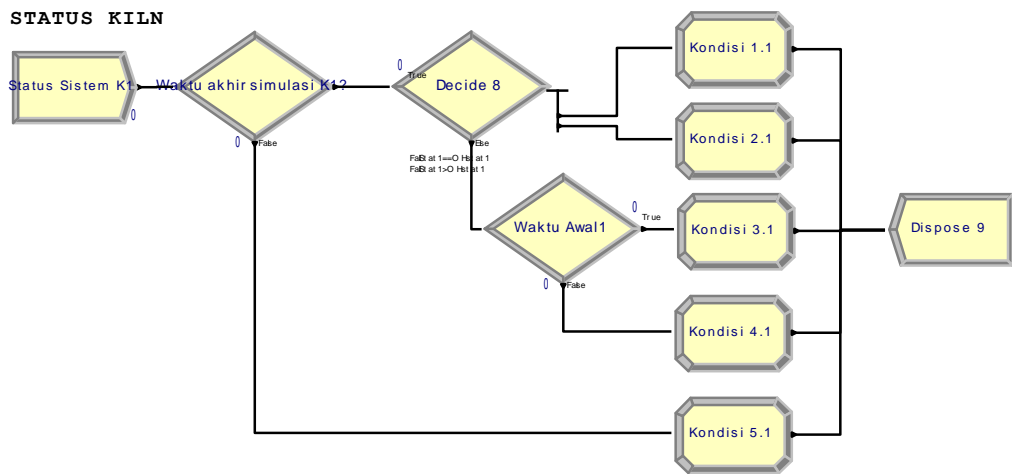 STATUS KILN
Status Sistem K1
0
Waktu akhir simulasi K1?
0
True
0
False
Decide 8
Else
Kondisi 1.1
Kondisi 2.1
Waktu Awal1
0
True
0
False
Kondisi 3.1
Kondisi 4.1
Kondisi 5.1
Dispose 9